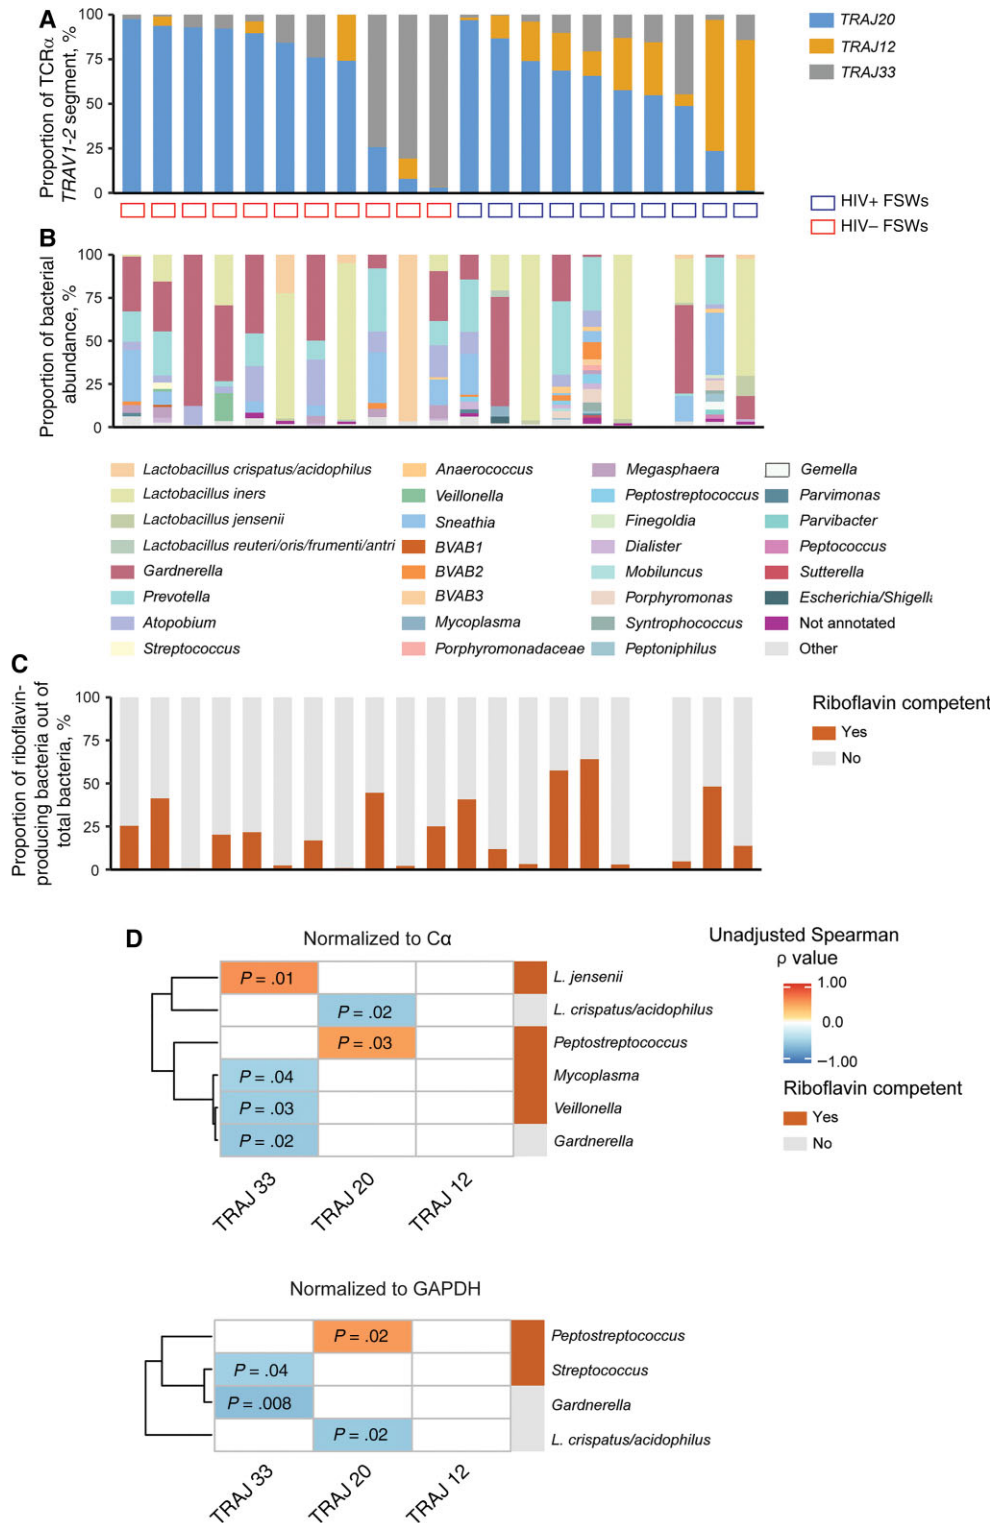 A
Proportion of TCRα
TRAV1-2 segment, %
100
75
50
25
0
TRAJ20
TRAJ12
TRAJ33
HIV+ FSWs
HIV– FSWs
B
Proportion of bacterial
abundance, %
100
75
50
25
0
Lactobacillus crispatus/acidophilus
Lactobacillus iners
Lactobacillus jensenii
Lactobacillus reuteri/oris/frumenti/antri
Gardnerella
Prevotella
Atopobium
Streptococcus
Anaerococcus
Veillonella
Sneathia
BVAB1
BVAB2
BVAB3
Mycoplasma
Porphyromonadaceae
Megasphaera
Peptostreptococcus
Finegoldia
Dialister
Mobiluncus
Porphyromonas
Syntrophococcus
Peptoniphilus
Gemella
Parvimonas
Parvibacter
Peptococcus
Sutterella
Escherichia/Shigella
Not annotated
Other
C
Proportion of riboflavin-
producing bacteria out of
total bacteria, %
100
75
50
25
0
Riboflavin competent
Yes
No
D
Normalized to Cα
P = .01
P = .02
P = .03
P = .04
P = .03
P = .02
L. jensenii
L. crispatus/acidophilus
Peptostreptococcus
Mycoplasma
Veillonella
Gardnerella
TRAJ 33
TRAJ 20
TRAJ 12
Unadjusted Spearman
ρ value
1.00
0.0
–1.00
Riboflavin competent
Yes
No
Normalized to GAPDH
P = .02
P = .04
P = .008
P = .02
Peptostreptococcus
Streptococcus
Gardnerella
L. crispatus/acidophilus
TRAJ 33
TRAJ 20
TRAJ 12